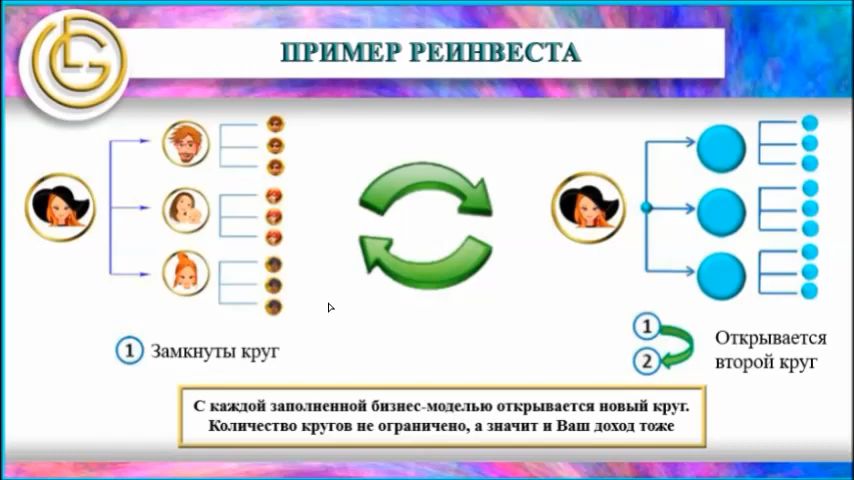 LG
ПРИМЕР РЕИНВЕСТА
1 Замкнуты круг
1
2
Открывается
второй круг
С каждой заполненной бизнес-моделью открывается новый круг.
Количество кругов не ограничено, а значит и Ваш доход тоже